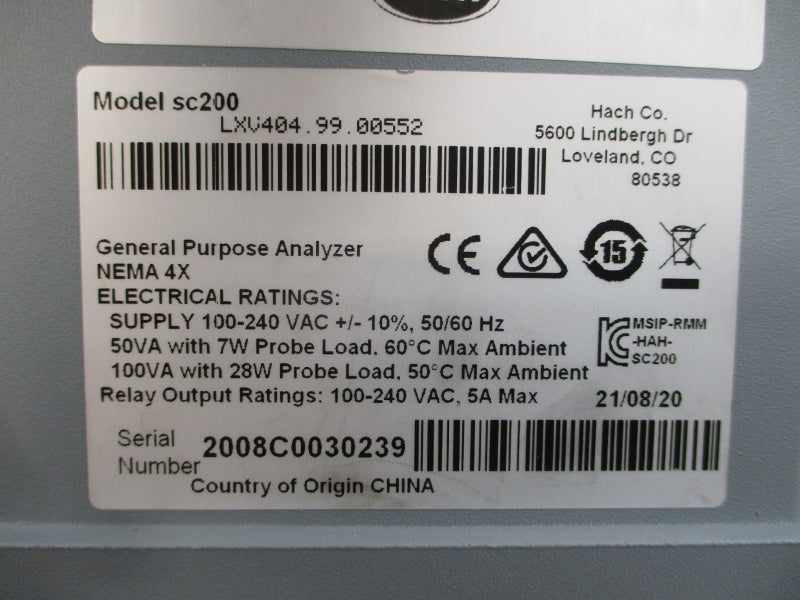 Model sc200
LXV404.99.00552
Hach Co.
5600 Lindbergh Dr
Loveland, CO
80538
General Purpose Analyzer
NEMA 4X
CE
15
ELECTRICAL RATINGS:
SUPPLY 100-240 VAC +/- 10%, 50/60 Hz
50VA with 7W Probe Load, 60°C Max Ambient
100VA with 28W Probe Load, 50°C Max Ambient
Relay Output Ratings: 100-240 VAC, 5A Max
MSIP-RMM
-HAH-
SC200
21/08/20
Serial
Number
2008C0030239
Country of Origin CHINA